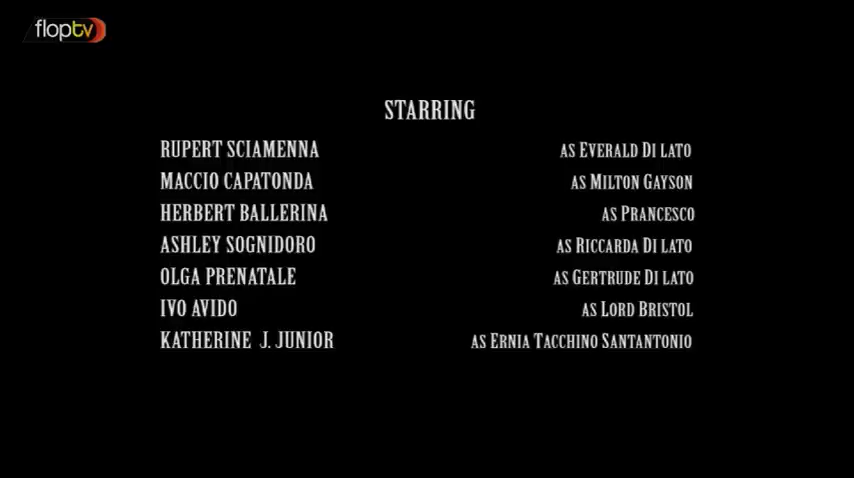 floptv
STARRING
RUPERT SCIAMENNA AS EVERALD DI LATO
MACCIO CAPATONDA AS MILTON GAYSON
HERBERT BALLERINA AS PRANCESCO
ASHLEY SOGNIDORO AS RICCARDA DI LATO
OLGA PRENATALE AS GERTRUDE DI LATO
IVO AVIDO AS LORD BRISTOL
KATHERINE J. JUNIOR AS ERNIA TACCHINO SANTANTONIO